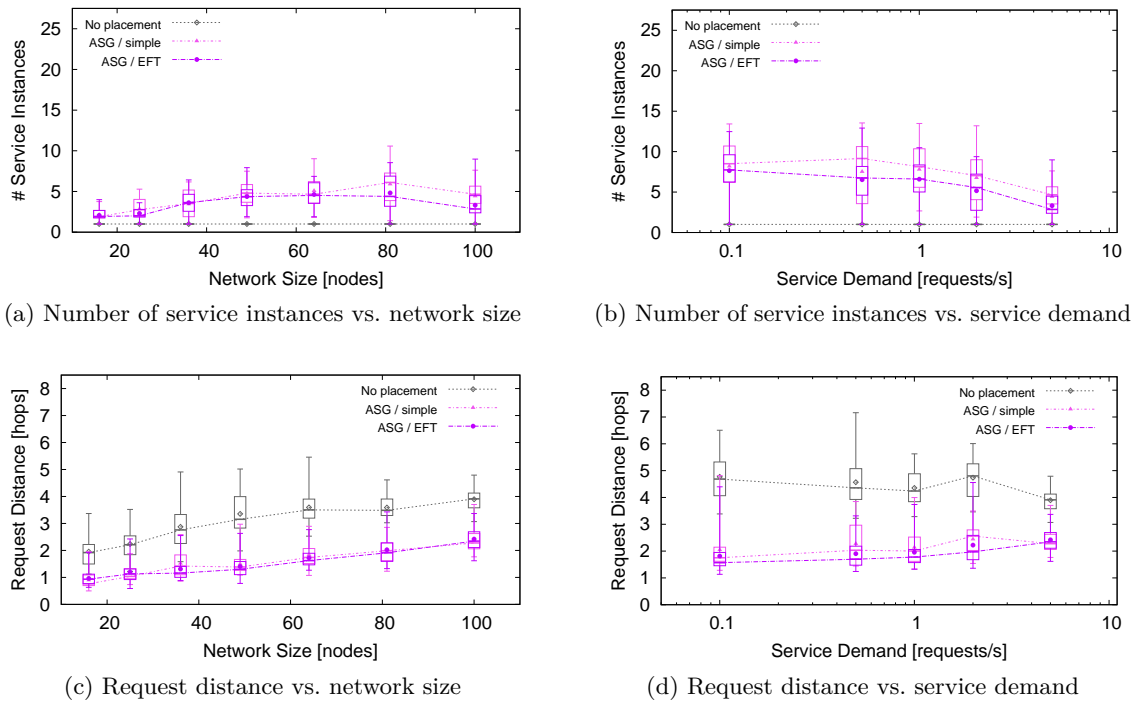 # Service Instances
25
20
15
10
5
0
No placement
ASG / simple
ASG / EFT
20 40 60 80 100
Network Size [nodes]
(a) Number of service instances vs. network size
# Service Instances
25
20
15
10
5
0
No placement
ASG / simple
ASG / EFT
0.1 1 10
Service Demand [requests/s]
(b) Number of service instances vs. service demand
Request Distance [hops]
8
7
6
5
4
3
2
1
0
No placement
ASG / simple
ASG / EFT
20 40 60 80 100
Network Size [nodes]
(c) Request distance vs. network size
Request Distance [hops]
8
7
6
5
4
3
2
1
0
No placement
ASG / simple
ASG / EFT
0.1 1 10
Service Demand [requests/s]
(d) Request distance vs. service demand